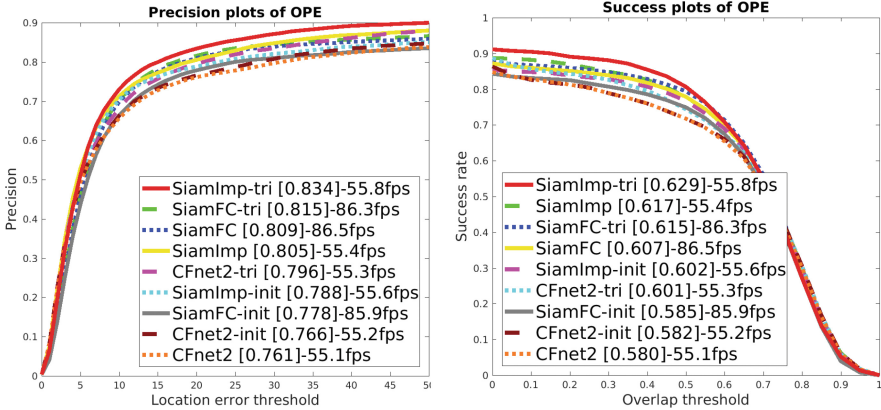 Precision plots of OPE
0.9
0.8
0.7
0.6
0.5
0.4
0.3
0.2
0.1
0
Precision
SiamImp-tri [0.834]-55.8fps
SiamFC-tri [0.815]-86.3fps
SiamFC [0.809]-86.5fps
SiamImp [0.805]-55.4fps
CFnet2-tri [0.796]-55.3fps
SiamImp-init [0.788]-55.6fps
SiamFC-init [0.778]-85.9fps
CFnet2-init [0.766]-55.2fps
CFnet2 [0.761]-55.1fps
0 5 10 15 20 25 30 35 40 45 50
Location error threshold
Success plots of OPE
1
0.9
0.8
0.7
0.6
0.5
0.4
0.3
0.2
0.1
0
Success rate
SiamImp-tri [0.629]-55.8fps
SiamImp [0.617]-55.4fps
SiamFC-tri [0.615]-86.3fps
SiamFC [0.607]-86.5fps
SiamImp-init [0.602]-55.6fps
CFnet2-tri [0.601]-55.3fps
SiamFC-init [0.585]-85.9fps
CFnet2-init [0.582]-55.2fps
CFnet2 [0.580]-55.1fps
0 0.1 0.2 0.3 0.4 0.5 0.6 0.7 0.8 0.9 1
Overlap threshold